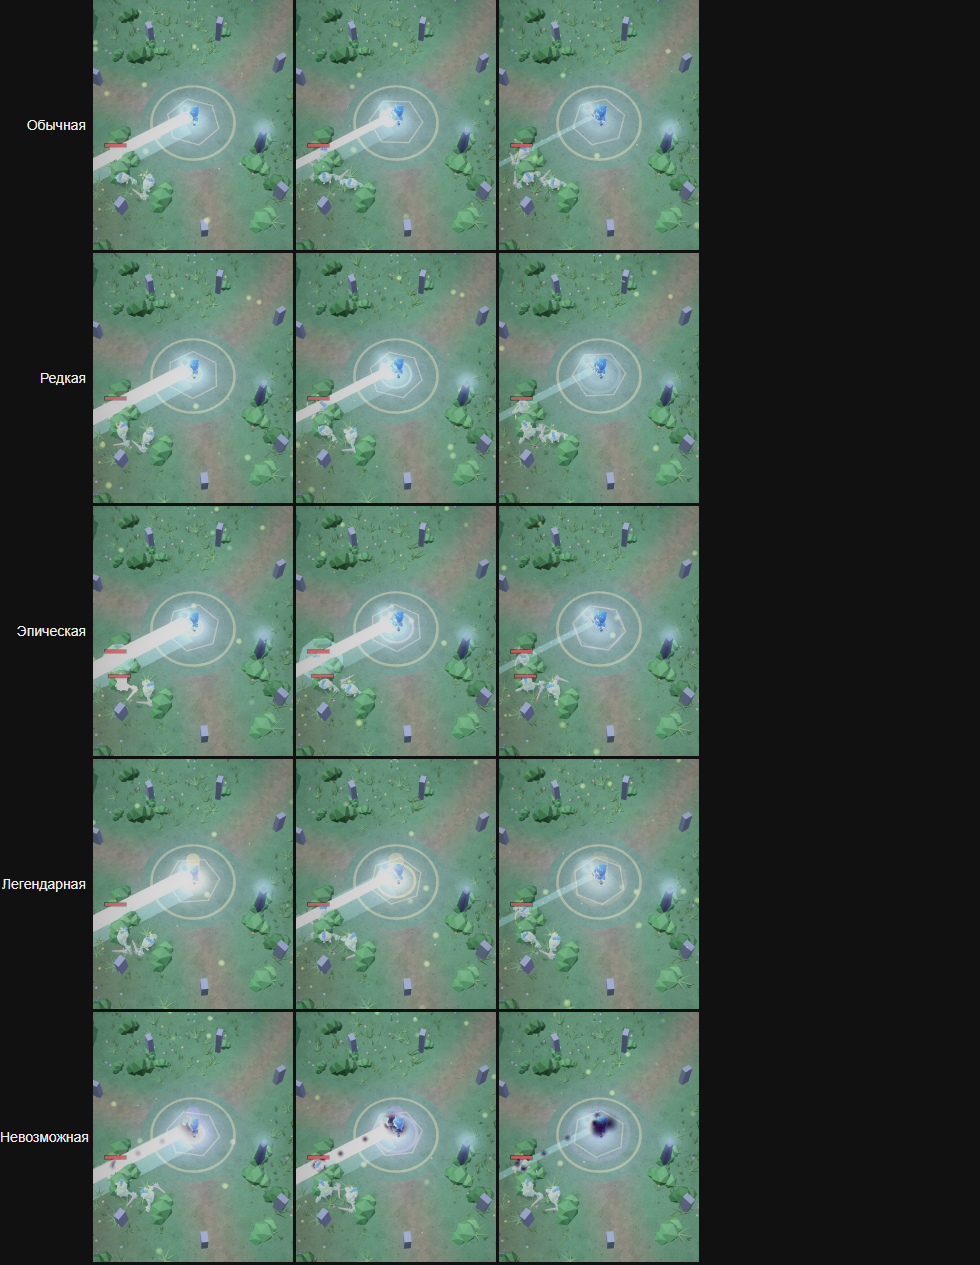 Обычная
Редкая
Эпическая
Легендарная
Невозможная